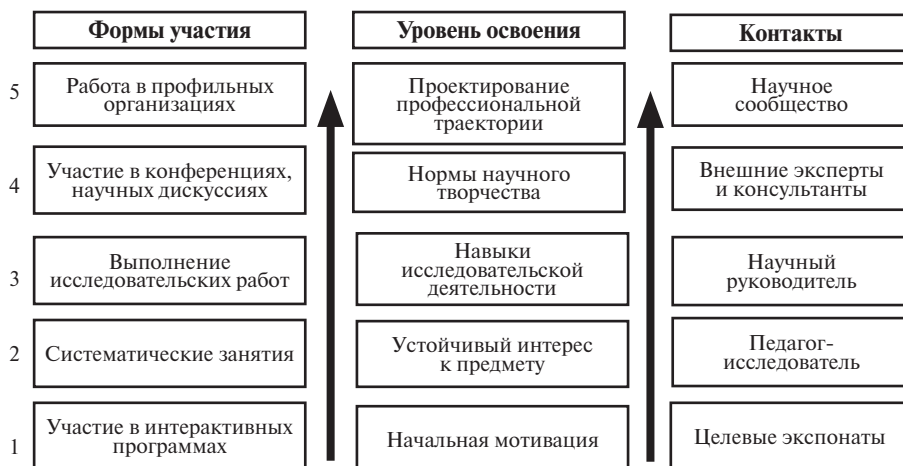 Формы участия
Уровень освоения
Контакты
5
Работа в профильных
организациях
Проектирование
профессиональной
траектории
Научное
сообщество
4
Участие в конференциях,
научных дискуссиях
Нормы научного
творчества
Внешние эксперты
и консультанты
3
Выполнение
исследовательских работ
Навыки
исследовательской
деятельности
Научный
руководитель
2
Систематические занятия
Устойчивый интерес
к предмету
Педагог-
исследователь
1
Участие в интерактивных
программах
Начальная мотивация
Целевые экспонаты